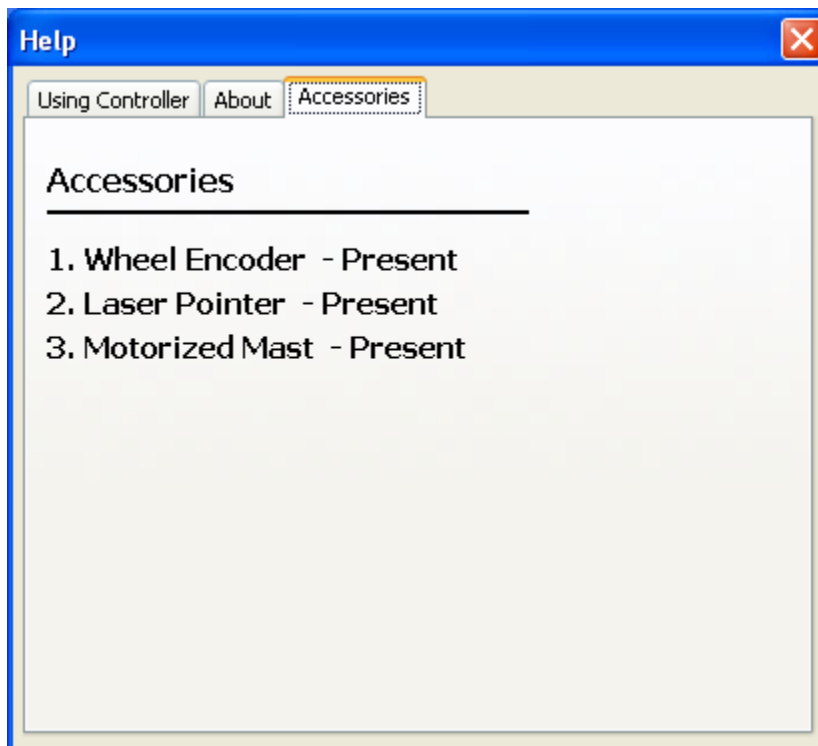 Help
Using Controller About Accessories
Accessories
1. Wheel Encoder - Present
2. Laser Pointer - Present
3. Motorized Mast - Present